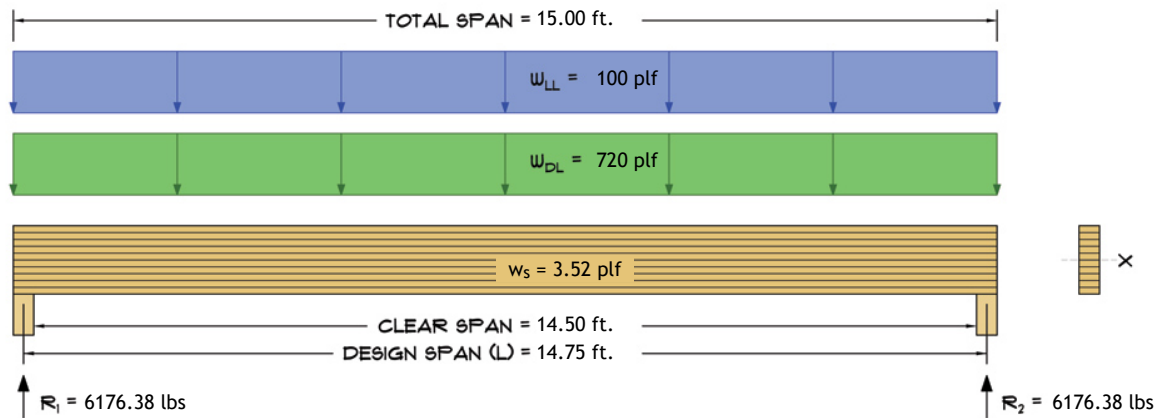 TOTAL SPAN = 15.00 ft.
wLL = 100 plf
wDL = 720 plf
ws = 3.52 plf
X
CLEAR SPAN = 14.50 ft.
DESIGN SPAN (L) = 14.75 ft.
R1 = 6176.38 lbs
R2 = 6176.38 lbs